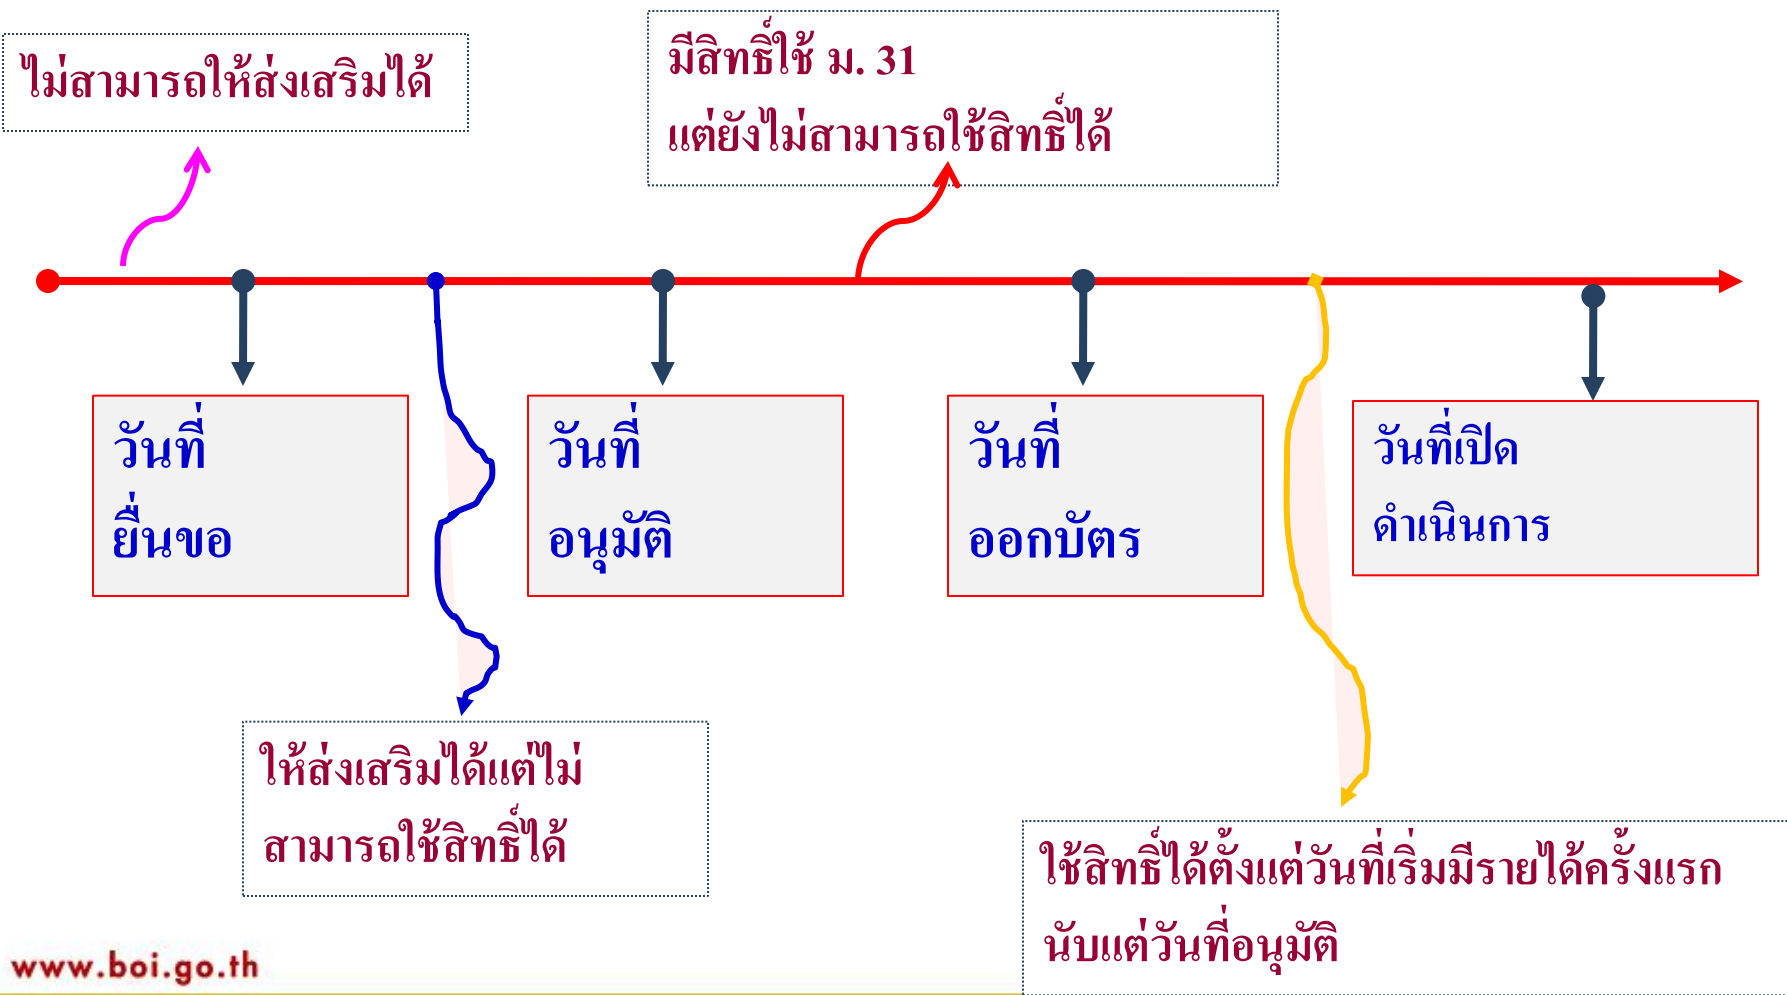 ไม่สามารถให้ส่งเสริมได้
มีสิทธิ์ใช้ ม. 31
แต่ยังไม่สามารถใช้สิทธิ์ได้
วันที่
ยื่นขอ
วันที่
อนุมัติ
วันที่
ออกบัตร
วันที่เปิด
ดำเนินการ
ให้ส่งเสริมได้แต่ไม่
สามารถใช้สิทธิ์ได้
ใช้สิทธิ์ได้ตั้งแต่วันที่เริ่มมีรายได้ครั้งแรก
นับแต่วันที่อนุมัติ
www.boi.go.th